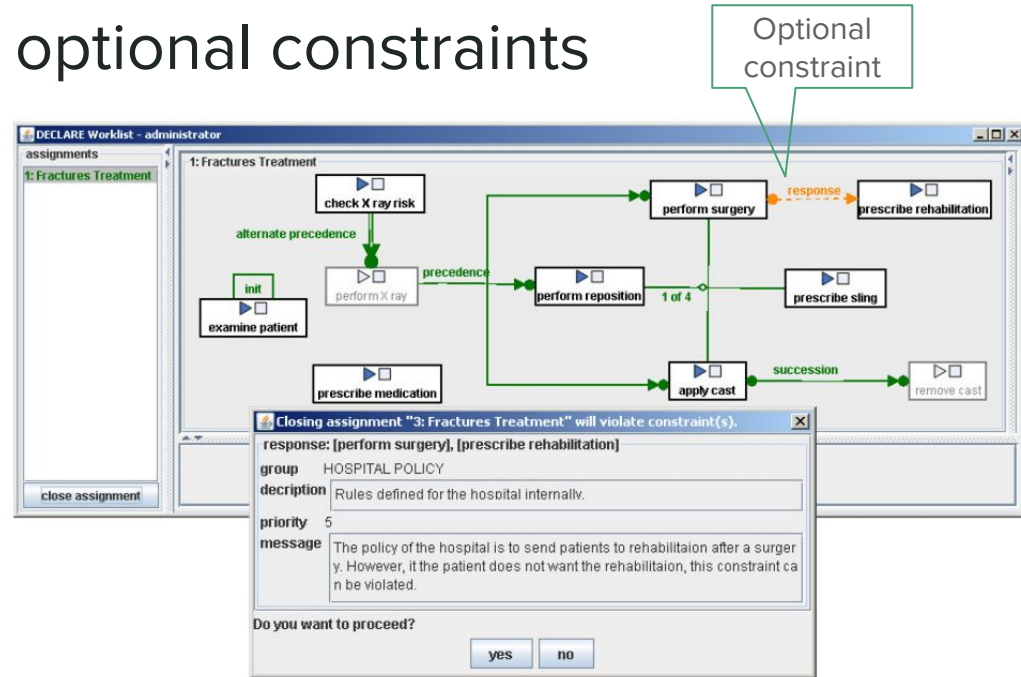 optional constraints
Optional
constraint
DECLARE Worklist - administrator
assignments
1: Fractures Treatment
close assignment
1: Fractures Treatment
check X ray risk
alternate precedence
perform X ray
init
examine patient
prescribe medication
precedence
perform surgery
response
prescribe rehabilitation
perform reposition
1 of 4
prescribe sling
apply cast
succession
remove cast
Closing assignment "3: Fractures Treatment" will violate constraint(s).
response: [perform surgery], [prescribe rehabilitation]
group HOSPITAL POLICY
decription Rules defined for the hospital internally.
priority 5
message The policy of the hospital is to send patients to rehabilitaion after a surger
y. However, it the patient does not want the rehabilitaion, this constraint ca
n be violated.
Do you want to proceed?
yes no